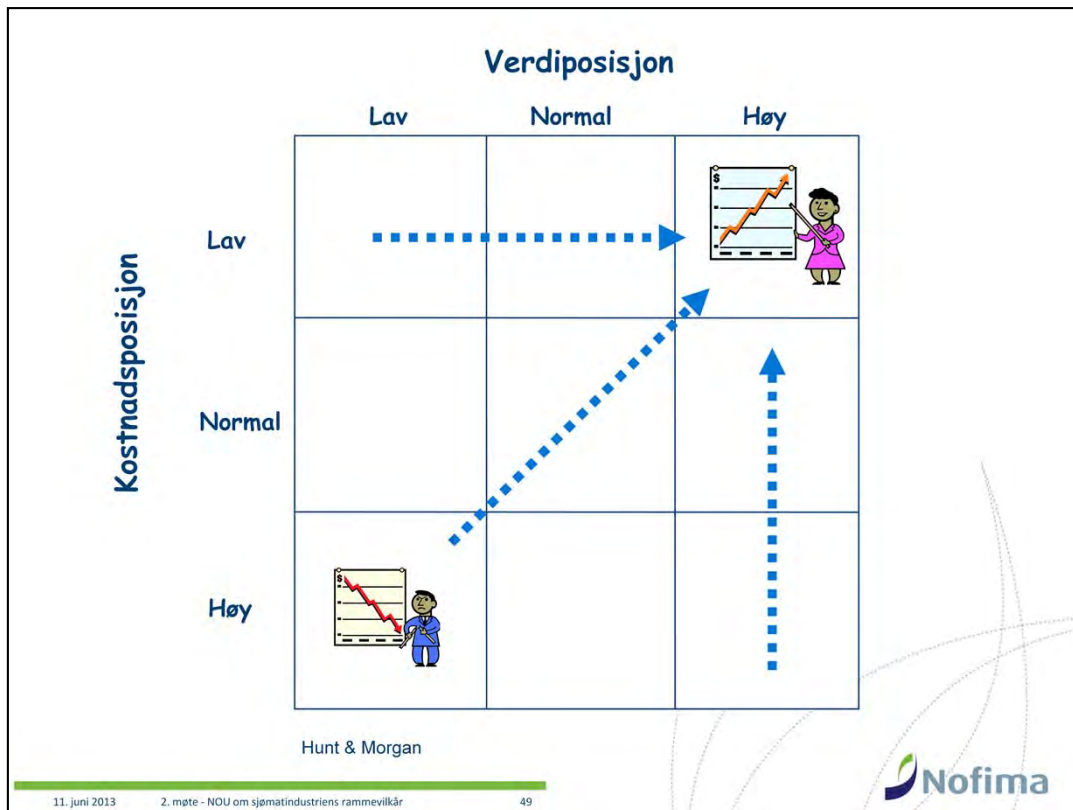 Verdiposisjon
Lav Normal Høy
$
Lav
Kostnadsposisjon
Normal
$
Høy
Hunt & Morgan
Nofima
11. juni 2013 2. møte - NOU om sjømatindustriens rammevilkår 49